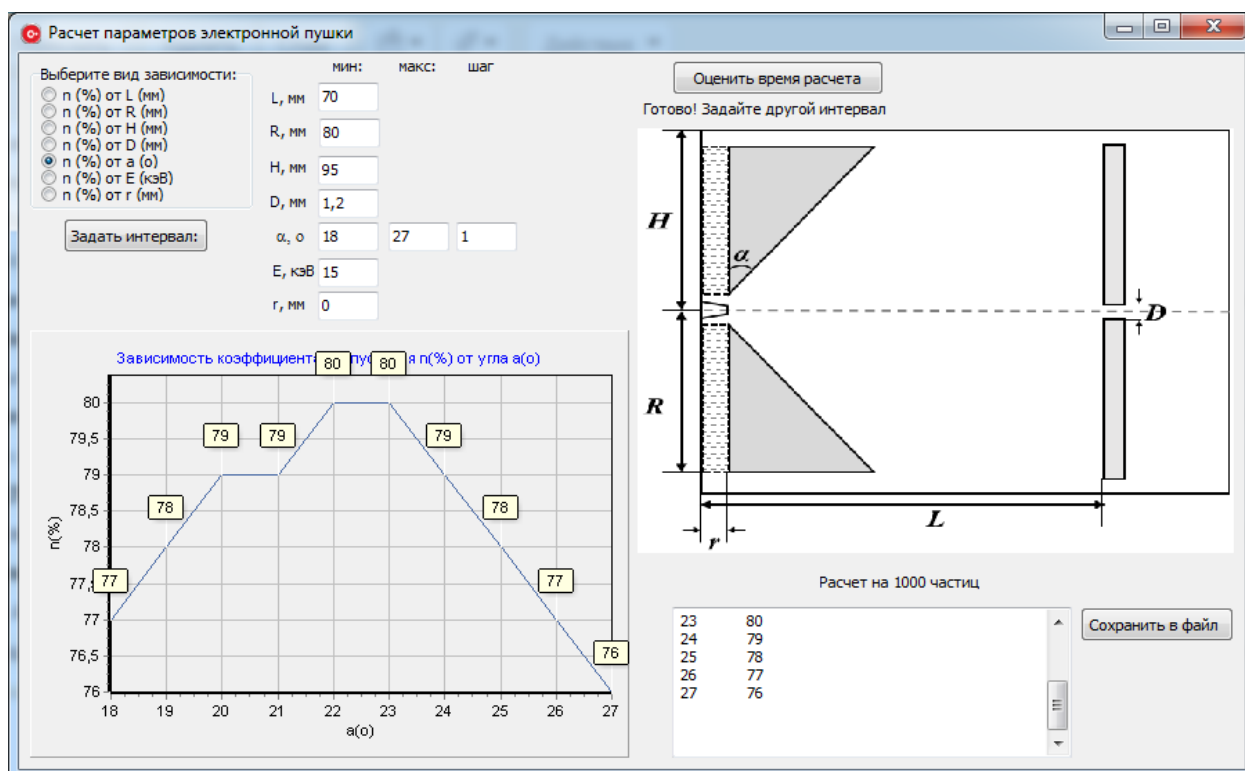 Расчет параметров электронной пушки
Выберите вид зависимости:
n (%) от L (мм)
n (%) от R (мм)
n (%) от H (мм)
n (%) от D (мм)
n (%) от a (o)
n (%) от E (кэВ)
n (%) от r (мм)
Задать интервал:
мин: макс: шаг
L, мм 70
R, мм 80
H, мм 95
D, мм 1,2
α, o 18 27 1
E, кэВ 15
r, мм 0
Оценить время расчета
Готово! Задайте другой интервал
H
α
D
R
L
r
Зависимость n(%) от угла a(o)
80 80
79 79 79
78 78
77 77
76
80
79,5
79
78,5
78
77
76,5
76
n(%)
18 19 20 21 22 23 24 25 26 27
a(o)
Расчет на 1000 частиц
23 80
24 79
25 78
26 77
27 76
Сохранить в файл